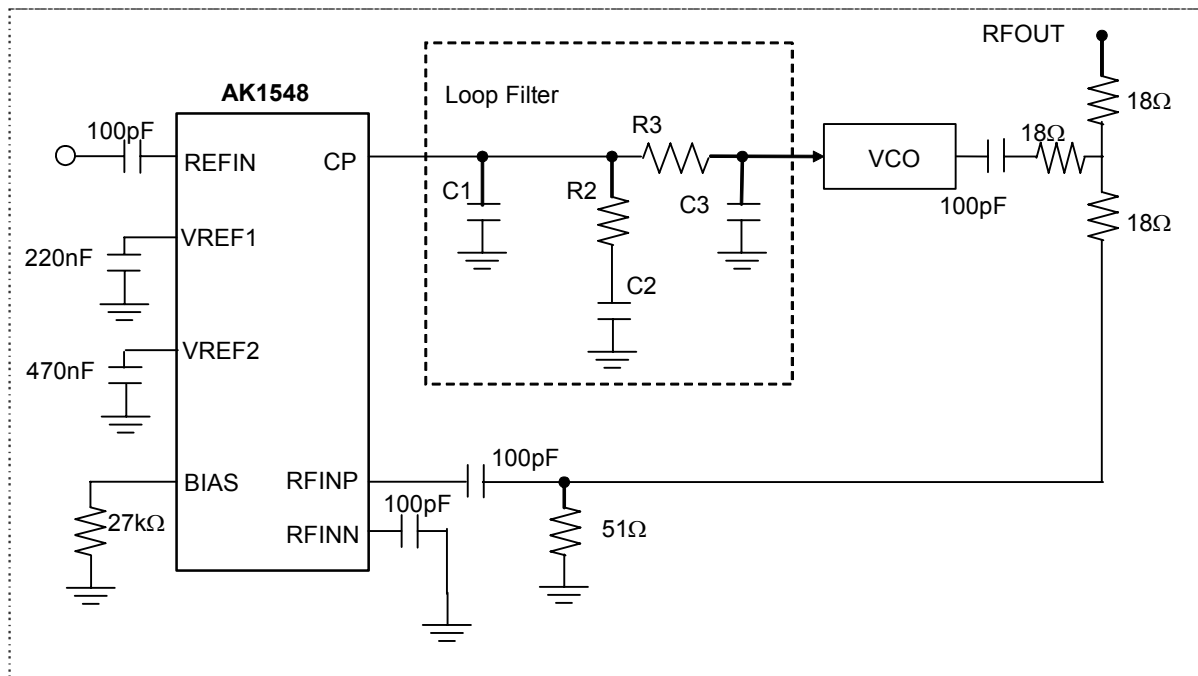 RFOUT
AK1548
Loop Filter
18Ω
100pF
R3
18Ω
REFIN
CP
VCO
C1
R2
C3
100pF
18Ω
VREF1
220nF
C2
VREF2
470nF
100pF
BIAS
RFINP
100pF
27kΩ
RFINN
51Ω